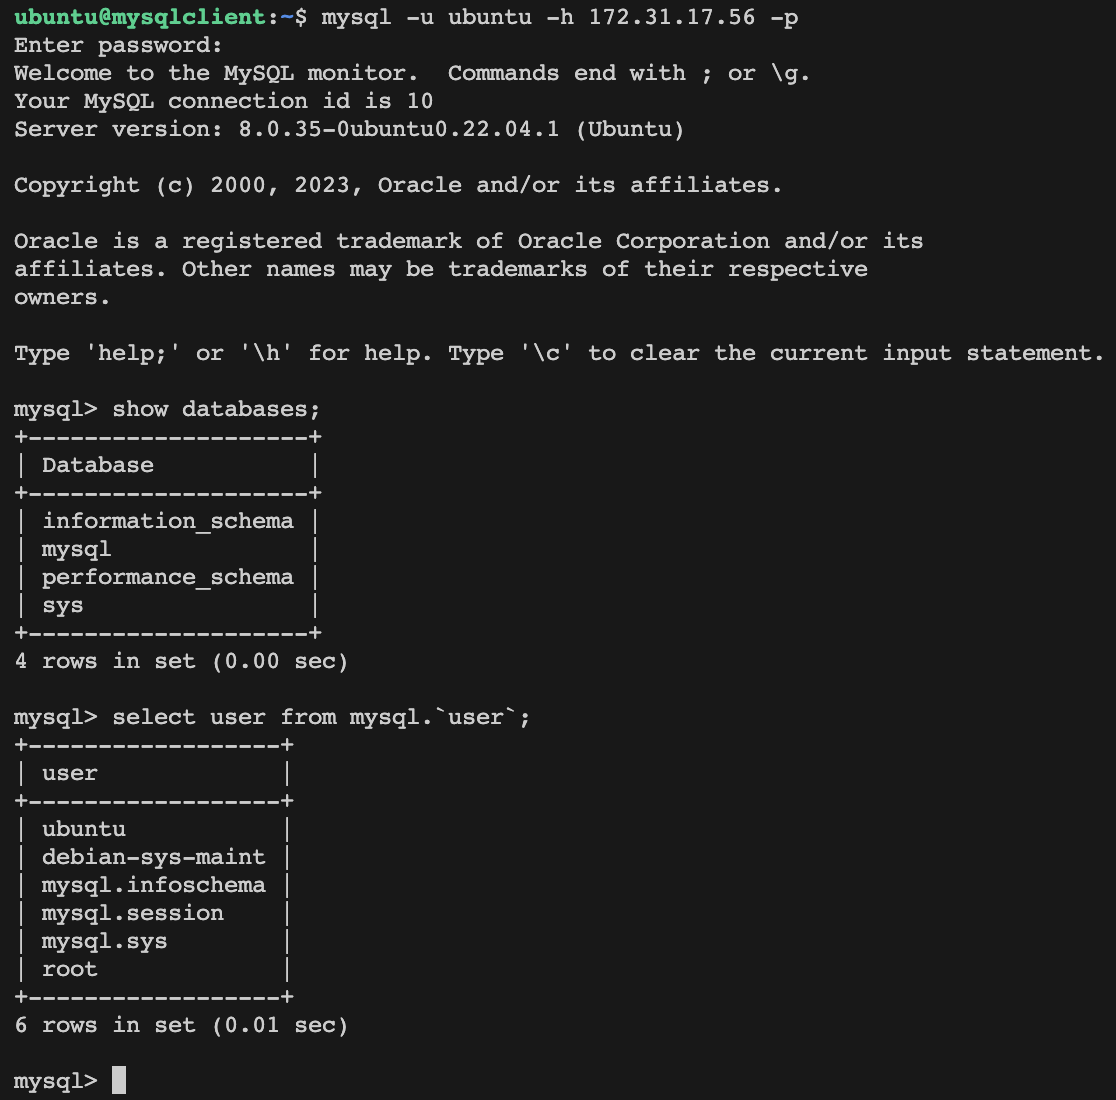 ubuntu@mysqlclient:~$ mysql -u ubuntu -h 172.31.17.56 -p
Enter password:
Welcome to the MySQL monitor.  Commands end with ; or \g.
Your MySQL connection id is 10
Server version: 8.0.35-0ubuntu0.22.04.1 (Ubuntu)

Copyright (c) 2000, 2023, Oracle and/or its affiliates.

Oracle is a registered trademark of Oracle Corporation and/or its
affiliates. Other names may be trademarks of their respective
owners.

Type 'help;' or '\h' for help. Type '\c' to clear the current input statement.

mysql> show databases;
+--------------------+
| Database           |
+--------------------+
| information_schema |
| mysql              |
| performance_schema |
| sys                |
+--------------------+
4 rows in set (0.00 sec)

mysql> select user from mysql.`user`;
+------------------+
| user             |
+------------------+
| ubuntu           |
| debian-sys-maint |
| mysql.infoschema |
| mysql.session    |
| mysql.sys        |
| root             |
+------------------+
6 rows in set (0.01 sec)

mysql>